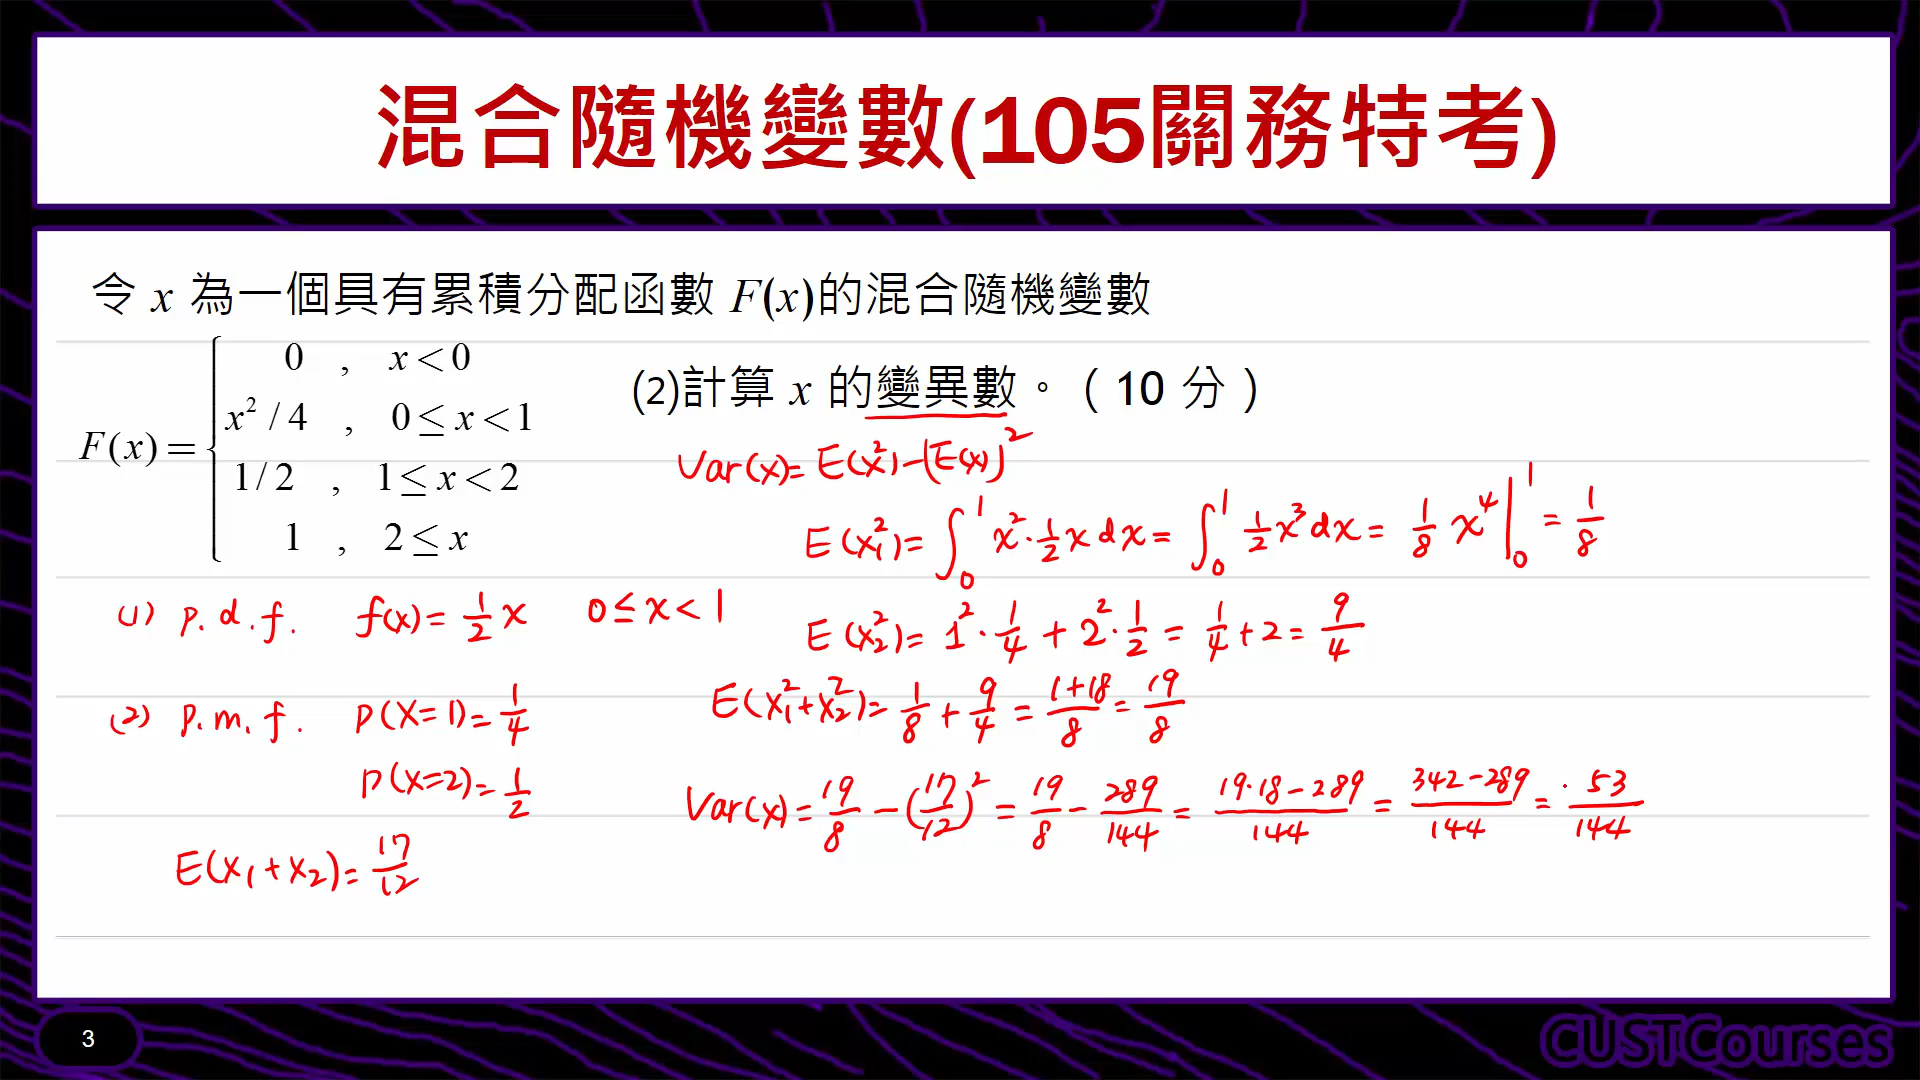 混合隨機變數(105關務特考)
令 x 為一個具有累積分配函數 F(x)的混合隨機變數
F(x) = { 0 , x < 0
x² / 4 , 0 ≤ x < 1
1 / 2 , 1 ≤ x < 2
1 , 2 ≤ x
(1) p.d.f. f(x) = 1/2 x 0 ≤ x < 1
(2) p.m.f. P(X=1) = 1/4
P(X=2) = 1/2
E(X₁+X₂) = 17/12
(2)計算 x 的變異數。（10 分）
Var(x) = E(X²) - (E(X))²
E(X₁²) = ∫₀¹ x² · 1/2 x dx = ∫₀¹ 1/2 x³ dx = 1/8 x⁴ |₀¹ = 1/8
E(X₂²) = 1² · 1/4 + 2² · 1/2 = 1/4 + 2 = 9/4
E(X₁²+X₂²) = 1/8 + 9/4 = (1+18)/8 = 19/8
Var(x) = 19/8 - (17/12)² = 19/8 - 289/144 = (19·18-289)/144 = (342-289)/144 = 53/144
3
CUSTCourses